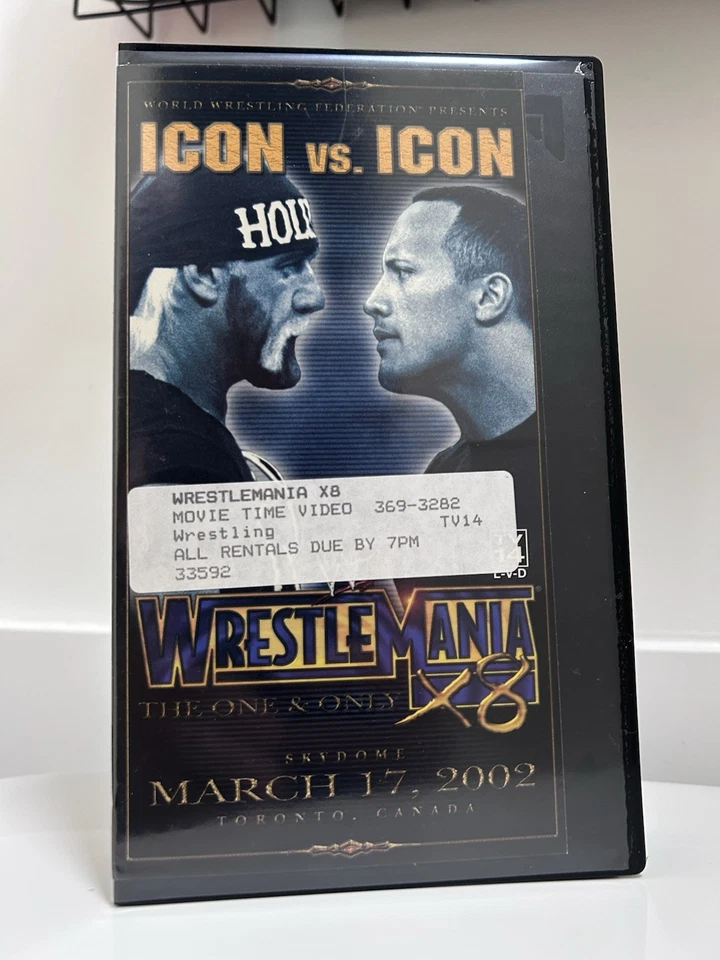 WORLD WRESTLING FEDERATION® PRESENTS
ICON VS. ICON
WRESTLEMANIA X8
MOVIE TIME VIDEO 369-3282
Wrestling TV14
ALL RENTALS DUE BY 7PM
33592
14
L-V-D
WRESTLEMANIA®
X8
THE ONE & ONLY
SKYDOME
MARCH 17, 2002
TORONTO, CANADA